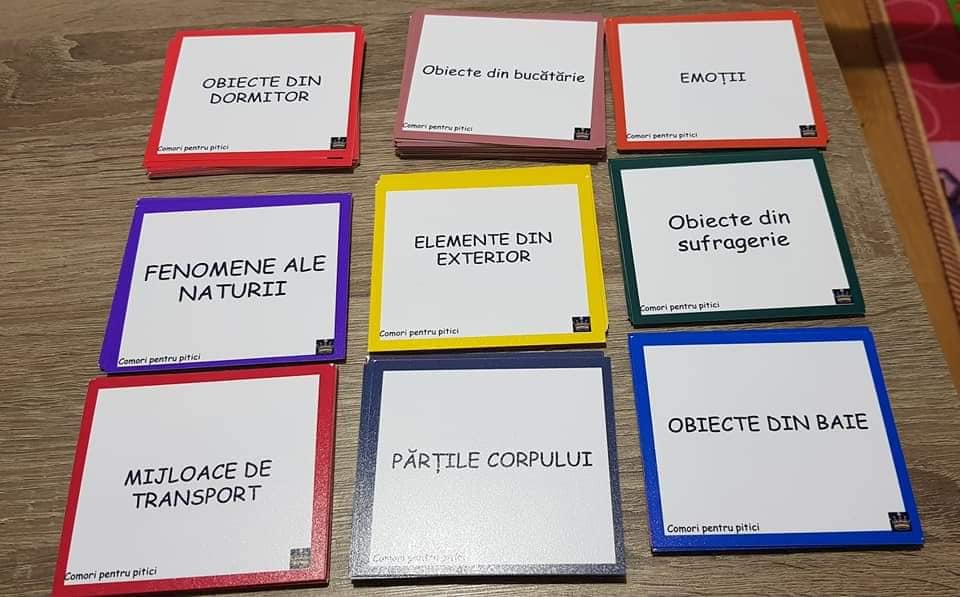 OBIECTE DIN
DORMITOR
Comori pentru pitici
Obiecte din bucătărie
Comori pentru pitici
EMOȚII
Comori pentru pitici
FENOMENE ALE
NATURII
Comori pentru pitici
ELEMENTE DIN
EXTERIOR
Comori pentru pitici
Obiecte din
sufragerie
Comori pentru pitici
MIJLOACE DE
TRANSPORT
Comori pentru pitici
PĂRȚILE CORPULUI
Comori pentru pitici
OBIECTE DIN BAIE
Comori pentru pitici